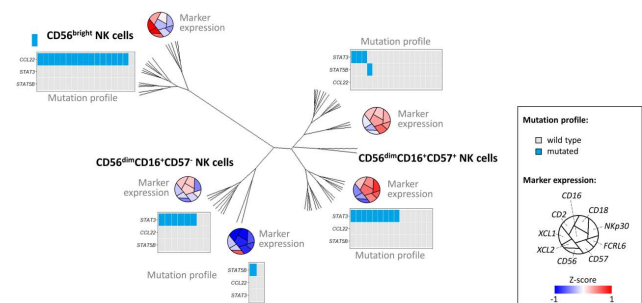 CD56bright NK cells
Marker
expression
CCL22
STAT3
STAT5B
Mutation profile
Mutation profile
STAT3
STAT5B
CCL22
Marker
expression
CD56dimCD16+CD57- NK cells
CD56dimCD16+CD57+ NK cells
Marker
expression
STAT3
CCL22
STAT5B
Marker
expression
Mutation profile
STAT5B
CCL22
STAT3
Marker
expression
STAT3
CCL22
STAT5B
Mutation profile
Mutation profile:
wild type
mutated
Marker expression:
CD16
CD2
CD18
XCL1
NKp30
XCL2
FCRL6
CD56
CD57
Z-score
-1 1